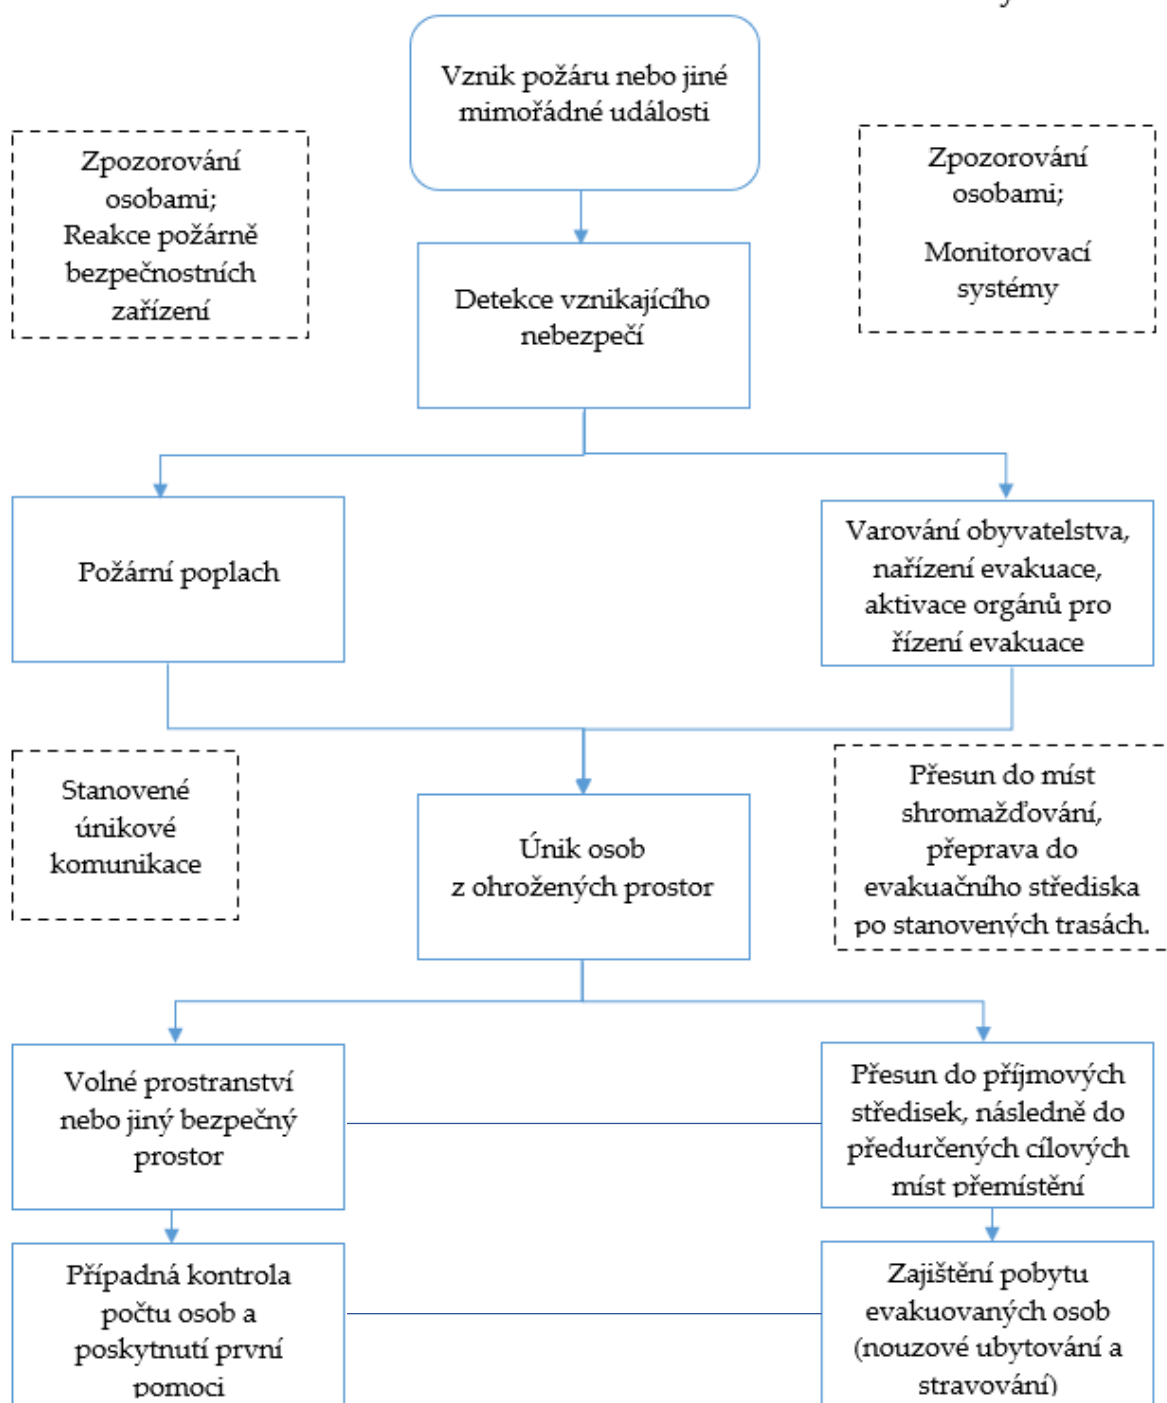 Vznik požáru nebo jiné
mimořádné události
Zpozorování
osobami;
Reakce požárně
bezpečnostních
zařízení
Zpozorování
osobami;
Monitorovací
systémy
Detekce vznikajícího
nebezpečí
Požární poplach
Varování obyvatelstva,
nařízení evakuace,
aktivace orgánů pro
řízení evakuace
Stanovené
únikové
komunikace
Únik osob
z ohrožených prostor
Přesun do míst
shromažďování,
přeprava do
evakuačního střediska
po stanovených trasách.
Volné prostranství
nebo jiný bezpečný
prostor
Přesun do příjmových
středisek, následně do
předurčených cílových
míst přemístění
Případná kontrola
počtu osob a
poskytnutí první
pomoci
Zajištění pobytu
evakuovaných osob
(nouzové ubytování a
stravování)